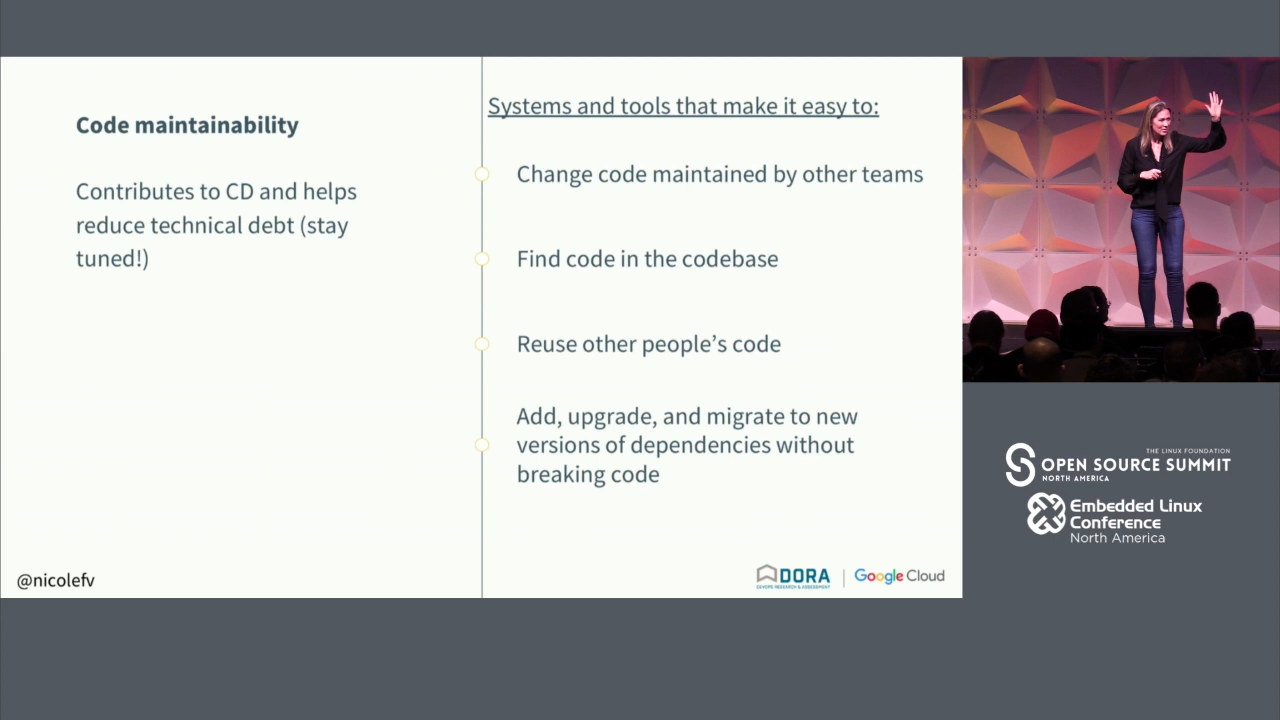 Code maintainability
Contributes to CD and helps
reduce technical debt (stay
tuned!)
Systems and tools that make it easy to:
Change code maintained by other teams
Find code in the codebase
Reuse other people’s code
Add, upgrade, and migrate to new
versions of dependencies without
breaking code
@nicolefv
DORA
DEVOPS RESEARCH & ASSESSMENT
Google Cloud
THE LINUX FOUNDATION
OPEN SOURCE SUMMIT
NORTH AMERICA
Embedded Linux
Conference
North America